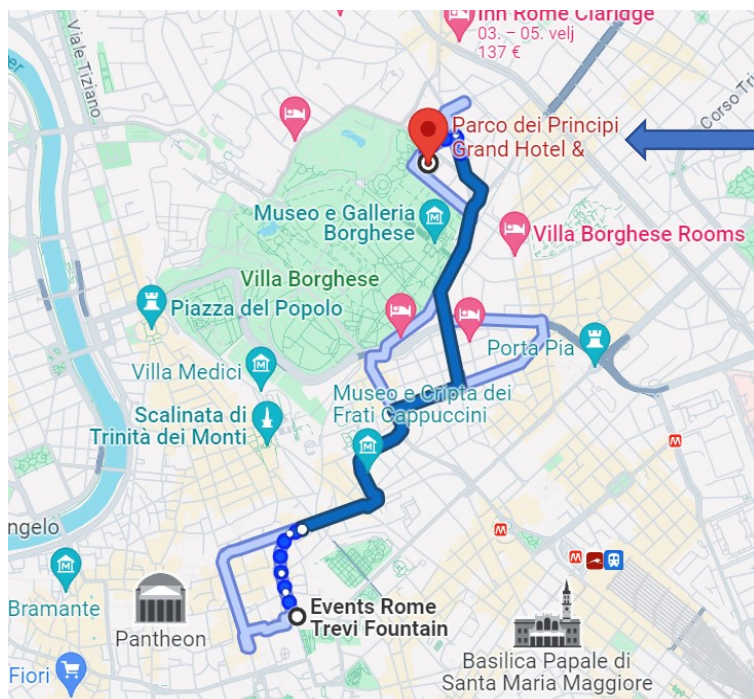 Inn Rome Claridge
03. – 05. velj
137 €
Viale Tiziano
Corso Tri
Parco dei Principi
Grand Hotel &
Museo e Galleria
Borghese
Villa Borghese Rooms
Villa Borghese
Piazza del Popolo
Porta Pia
Villa Medici
Museo e Cripta dei
Frati Cappuccini
Scalinata di
Trinità dei Monti
ngelo
Bramante
Pantheon
Events Rome
Trevi Fountain
Fiori
Basilica Papale di
Santa Maria Maggiore